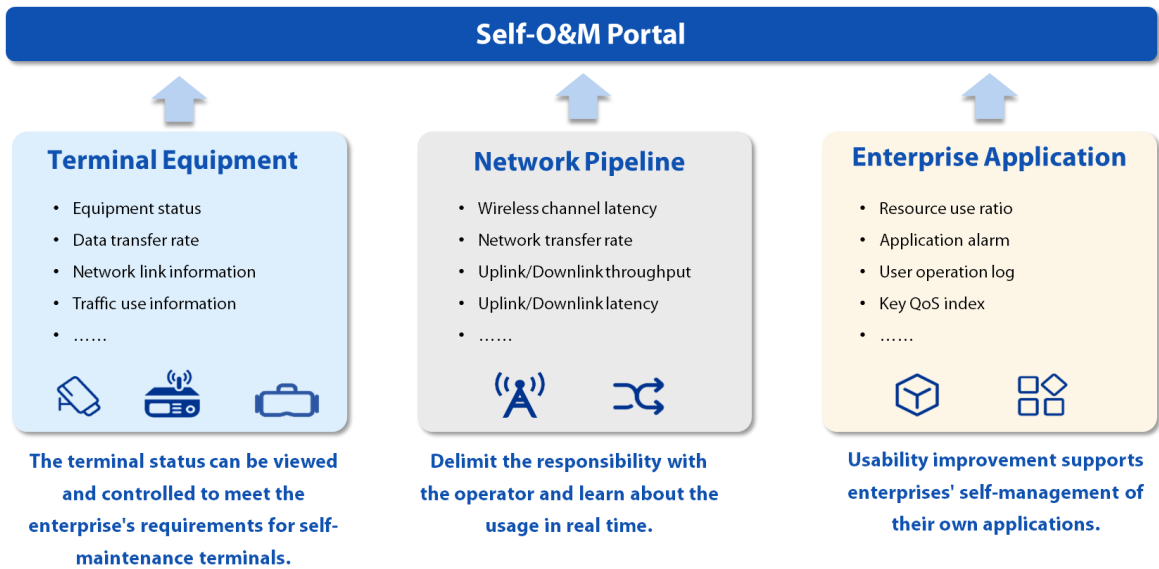 Self-O&M Portal
Terminal Equipment
• Equipment status
• Data transfer rate
• Network link information
• Traffic use information
• ……
The terminal status can be viewed
and controlled to meet the
enterprise's requirements for self-
maintenance terminals.
Network Pipeline
• Wireless channel latency
• Network transfer rate
• Uplink/Downlink throughput
• Uplink/Downlink latency
• ……
Delimit the responsibility with
the operator and learn about the
usage in real time.
Enterprise Application
• Resource use ratio
• Application alarm
• User operation log
• Key QoS index
• ……
Usability improvement supports
enterprises' self-management of
their own applications.